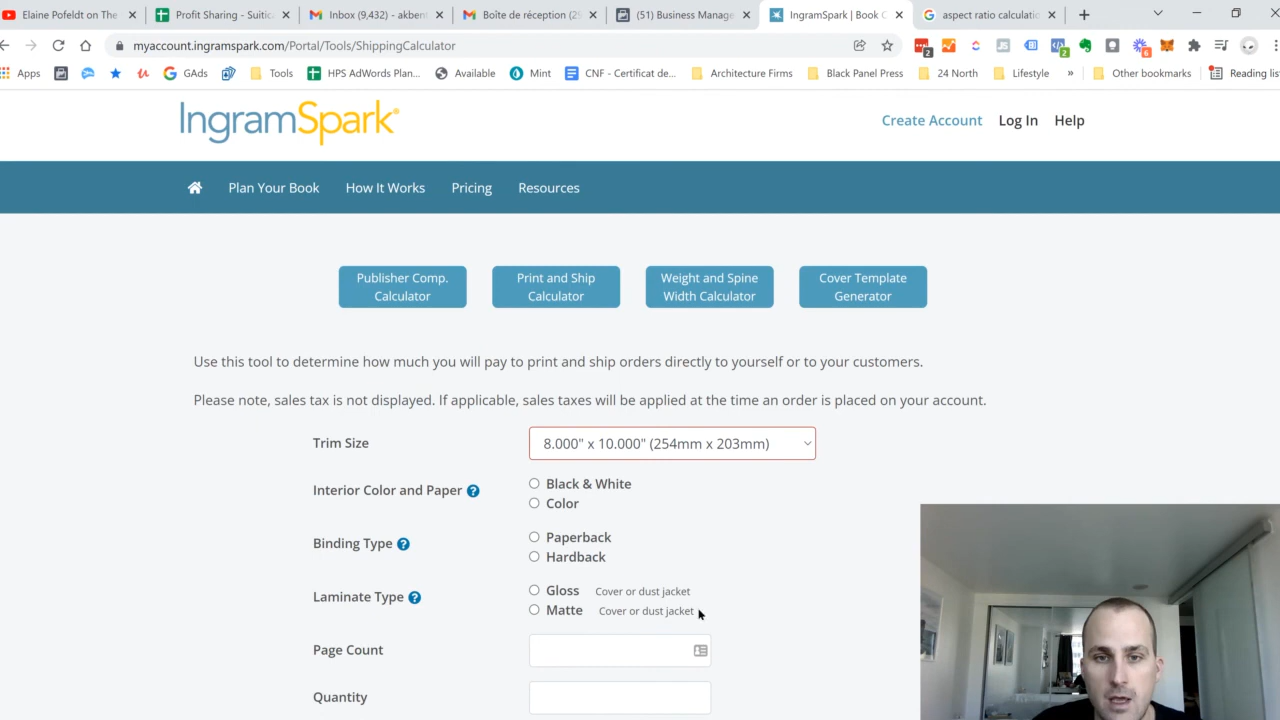 Elaine Pofeldt on The
Profit Sharing - Suitic
Inbox (9,432) - akbent
Boîte de réception (29
(51) Business Manage
IngramSpark | Book C
aspect ratio calculatio
myaccount.ingramspark.com/Portal/Tools/ShippingCalculator
2
2
6
Apps
GAds
Tools
HPS AdWords Plan...
Available
Mint
CNF - Certificat de...
Architecture Firms
Black Panel Press
24 North
Lifestyle
»
Other bookmarks
Reading list
IngramSpark®
Create Account
Log In
Help
Plan Your Book
How It Works
Pricing
Resources
Publisher Comp.
Calculator
Print and Ship
Calculator
Weight and Spine
Width Calculator
Cover Template
Generator
Use this tool to determine how much you will pay to print and ship orders directly to yourself or to your customers.
Please note, sales tax is not displayed. If applicable, sales taxes will be applied at the time an order is placed on your account.
Trim Size
8.000" x 10.000" (254mm x 203mm)
Interior Color and Paper ?
Black & White
Color
Binding Type ?
Paperback
Hardback
Laminate Type ?
Gloss Cover or dust jacket
Matte Cover or dust jacket
Page Count
Quantity